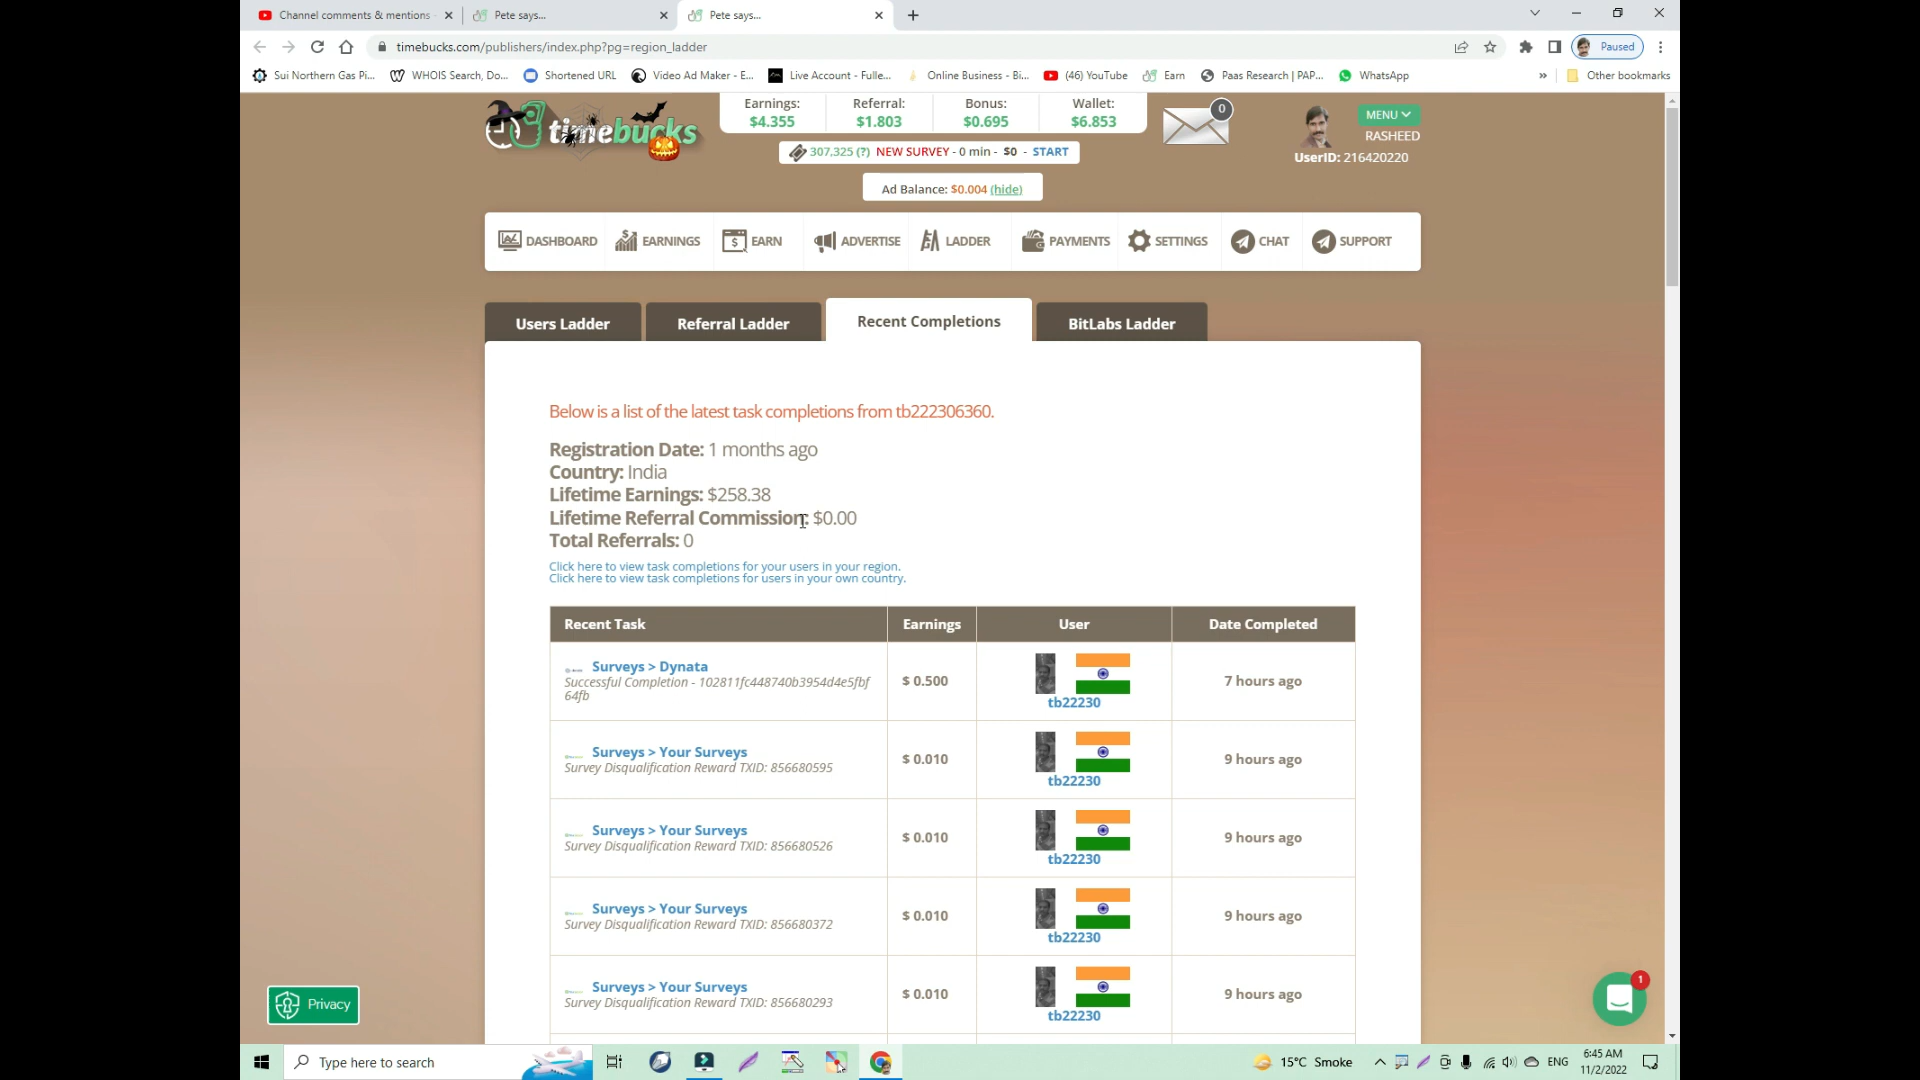 Channel comments & mentions
Pete says...
Pete says...
timebucks.com/publishers/index.php?pg=region_ladder
Paused
Sui Northern Gas Pi...
WHOIS Search, Do...
Shortened URL
Video Ad Maker - E...
Live Account - Fulle...
Online Business - Bi...
(46) YouTube
Earn
Paas Research | PAP...
WhatsApp
»
Other bookmarks
timebucks
Earnings: Referral: Bonus: Wallet:
$4.355 $1.803 $0.695 $6.853
0
MENU
RASHEED
UserID: 216420220
307,325 (?) NEW SURVEY - 0 min - $0 - START
Ad Balance: $0.004 (hide)
DASHBOARD EARNINGS EARN ADVERTISE LADDER PAYMENTS SETTINGS CHAT SUPPORT
Users Ladder Referral Ladder Recent Completions BitLabs Ladder
Below is a list of the latest task completions from tb222306360.
Registration Date: 1 months ago
Country: India
Lifetime Earnings: $258.38
Lifetime Referral Commission: $0.00
Total Referrals: 0
Click here to view task completions for your users in your region.
Click here to view task completions for users in your own country.
Recent Task Earnings User Date Completed
Surveys > Dynata
Successful Completion - 102811fc448740b3954d4e5fbf
64fb
$ 0.500
tb22230
7 hours ago
Surveys > Your Surveys
Survey Disqualification Reward TXID: 856680595
$ 0.010
tb22230
9 hours ago
Surveys > Your Surveys
Survey Disqualification Reward TXID: 856680526
$ 0.010
tb22230
9 hours ago
Surveys > Your Surveys
Survey Disqualification Reward TXID: 856680372
$ 0.010
tb22230
9 hours ago
Surveys > Your Surveys
Survey Disqualification Reward TXID: 856680293
$ 0.010
tb22230
9 hours ago
Privacy
1
Type here to search
15°C Smoke
ENG
6:45 AM
11/2/2022